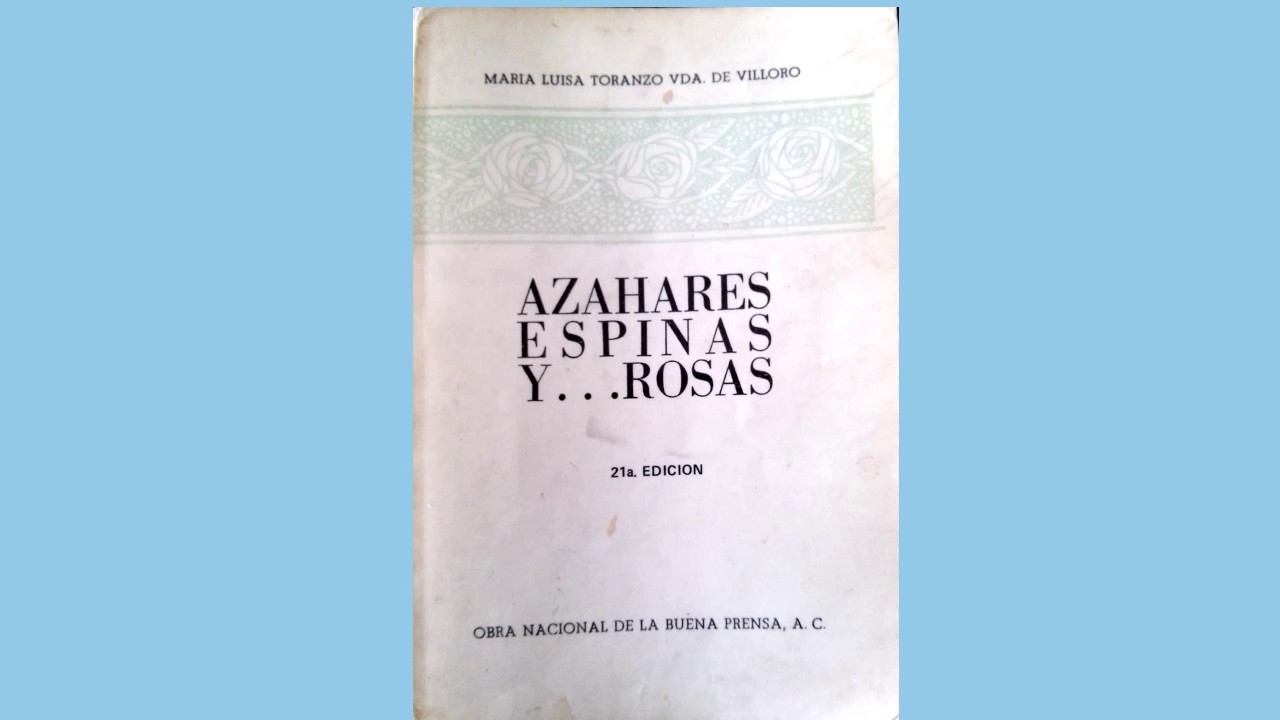 MARIA LUISA TORANZO VDA. DE VILLORO
AZAHARES
ESPINAS
Y...ROSAS
21a. EDICION
OBRA NACIONAL DE LA BUENA PRENSA, A. C.